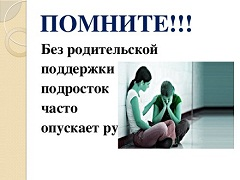 ПОМНИТЕ!!!
Без родительской
поддержки
подросток
часто
опускает ру